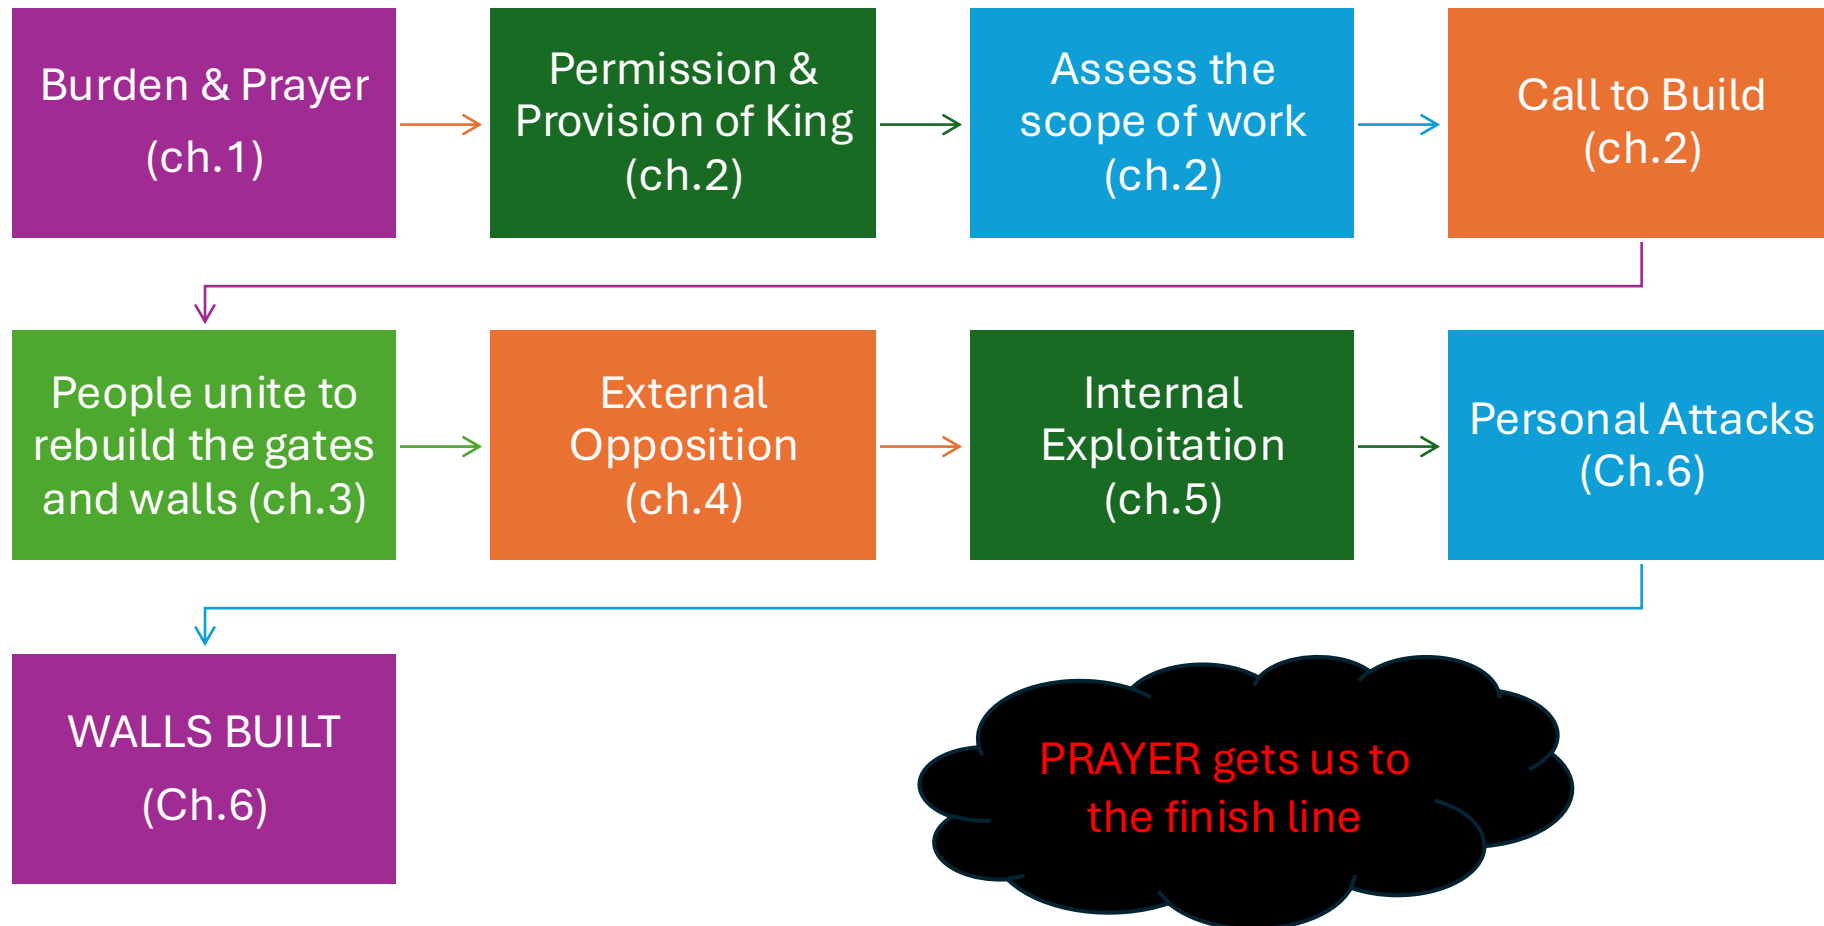 Burden & Prayer
(ch.1)
Permission &
Provision of King
(ch.2)
Assess the
scope of work
(ch.2)
Call to Build
(ch.2)
People unite to
rebuild the gates
and walls (ch.3)
External
Opposition
(ch.4)
Internal
Exploitation
(ch.5)
Personal Attacks
(Ch.6)
WALLS BUILT
(Ch.6)
PRAYER gets us to
the finish line